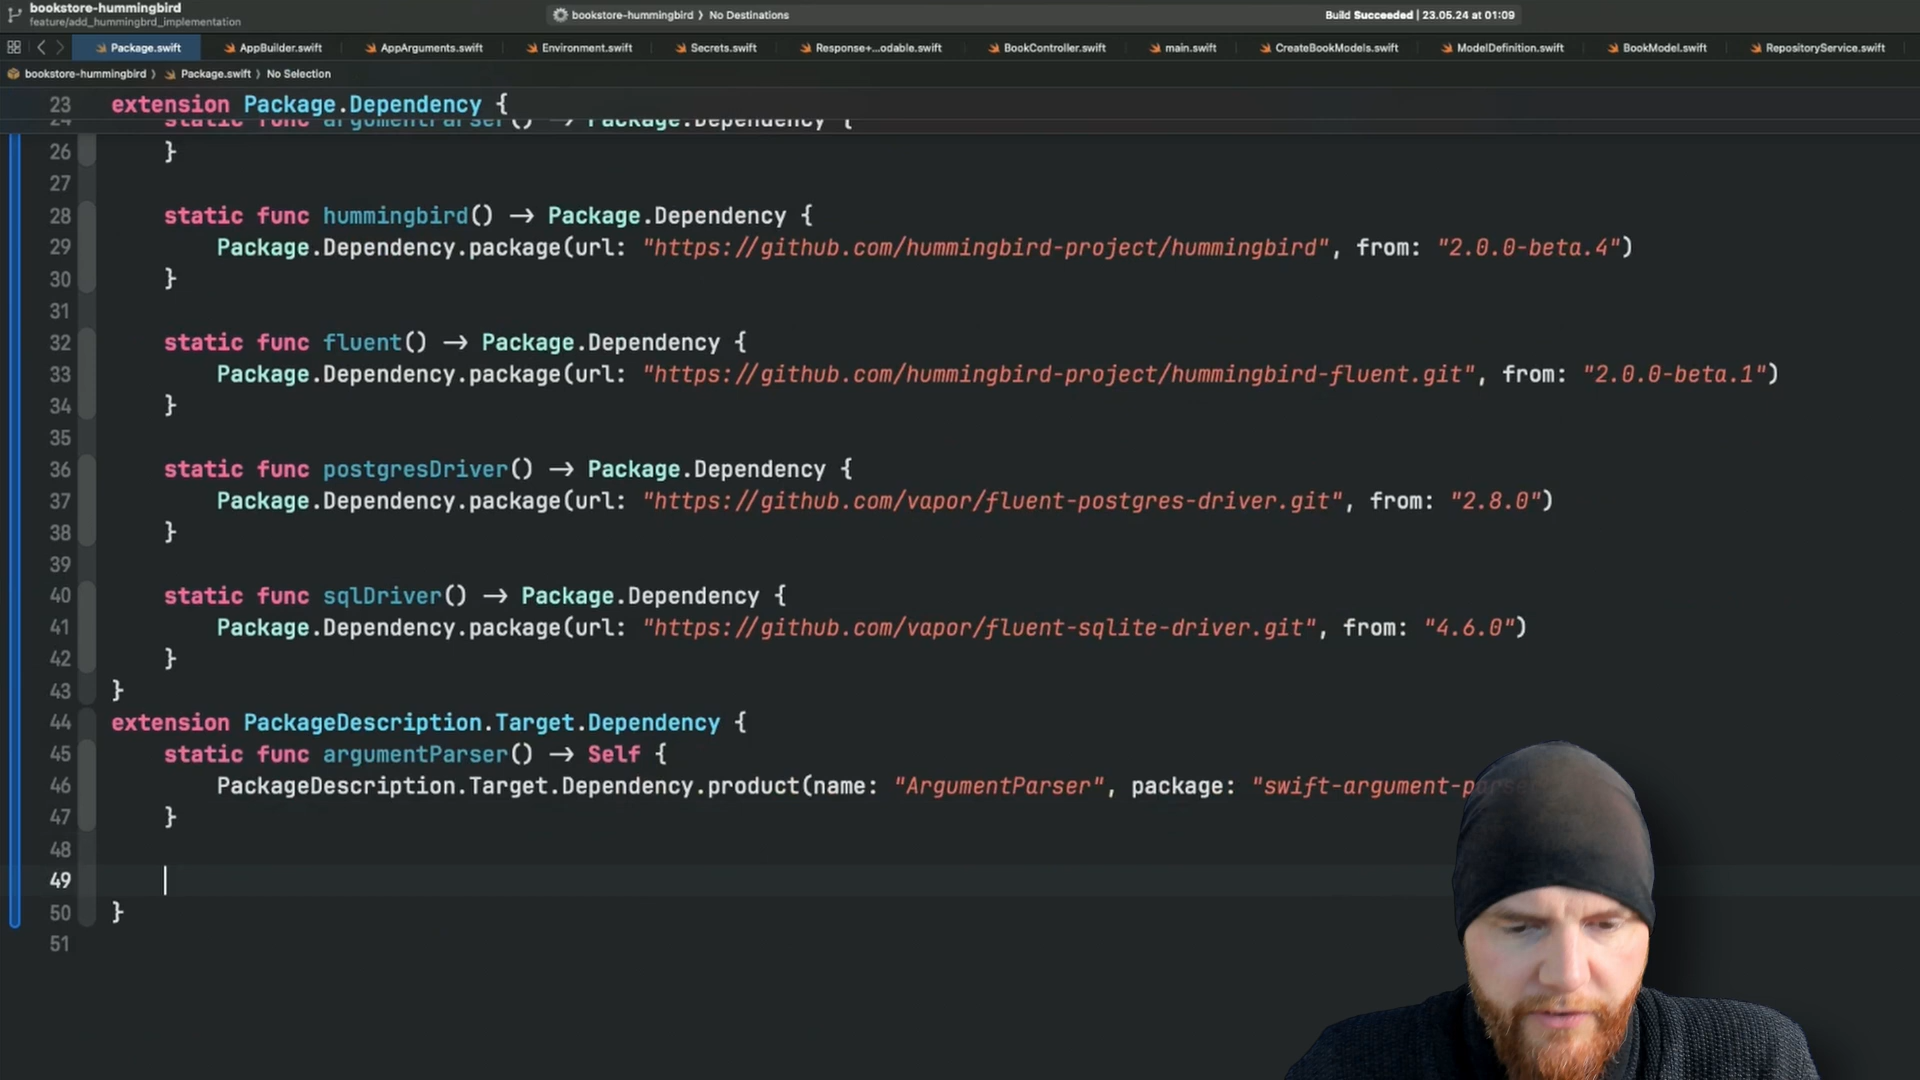 bookstore-hummingbird
feature/add_hummingbrd_implementation
bookstore-hummingbird 〉 No Destinations
Build Succeeded | 23.05.24 at 01:09
Package.swift
AppBuilder.swift
AppArguments.swift
Environment.swift
Secrets.swift
Response+...odable.swift
BookController.swift
main.swift
CreateBookModels.swift
ModelDefinition.swift
BookModel.swift
RepositoryService.swift
bookstore-hummingbird 〉 Package.swift 〉 No Selection
23 extension Package.Dependency {
24 static func argumentParser() -> Package.Dependency {
26 }
27
28 static func hummingbird() -> Package.Dependency {
29 Package.Dependency.package(url: "https://github.com/hummingbird-project/hummingbird", from: "2.0.0-beta.4")
30 }
31
32 static func fluent() -> Package.Dependency {
33 Package.Dependency.package(url: "https://github.com/hummingbird-project/hummingbird-fluent.git", from: "2.0.0-beta.1")
34 }
35
36 static func postgresDriver() -> Package.Dependency {
37 Package.Dependency.package(url: "https://github.com/vapor/fluent-postgres-driver.git", from: "2.8.0")
38 }
39
40 static func sqlDriver() -> Package.Dependency {
41 Package.Dependency.package(url: "https://github.com/vapor/fluent-sqlite-driver.git", from: "4.6.0")
42 }
43 }
44 extension PackageDescription.Target.Dependency {
45 static func argumentParser() -> Self {
46 PackageDescription.Target.Dependency.product(name: "ArgumentParser", package: "swift-argument-parser
47 }
48
49
50 }
51